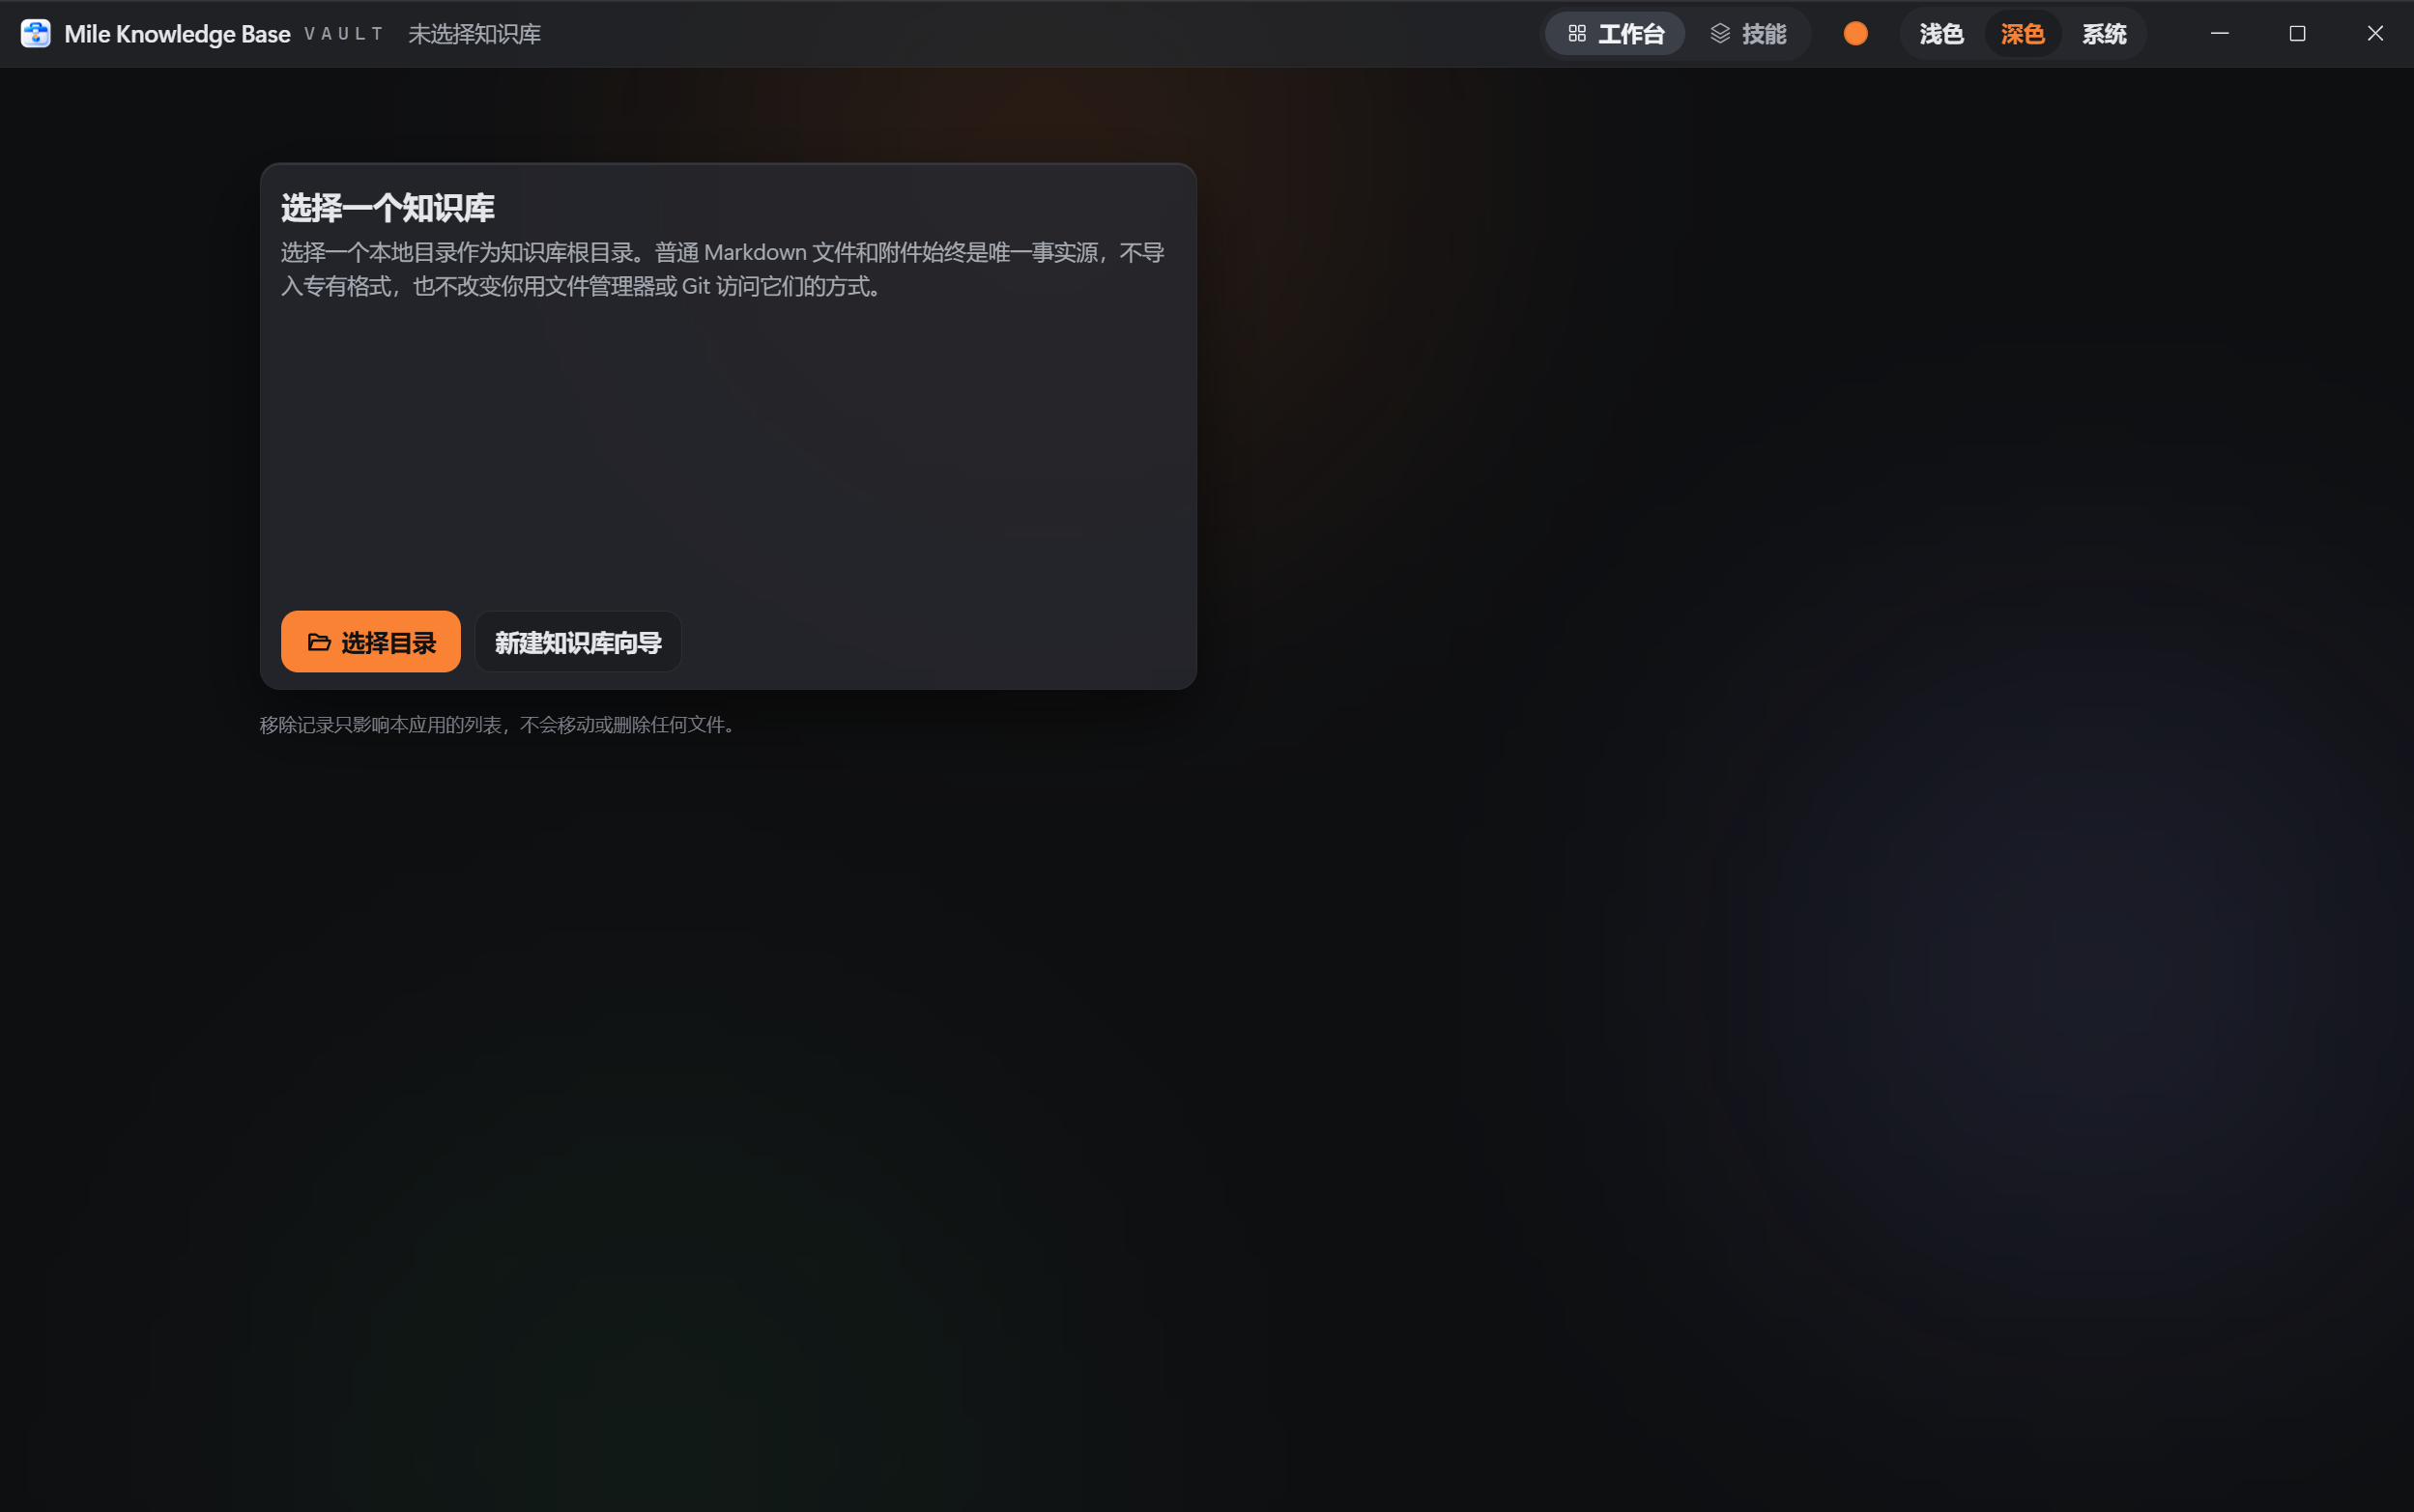 Mile Knowledge Base VAULT 未选择知识库
工作台 技能 浅色 深色 系统
选择一个知识库
选择一个本地目录作为知识库根目录。普通 Markdown 文件和附件始终是唯一事实源，不导
入专有格式，也不改变你用文件管理器或 Git 访问它们的方式。
选择目录 新建知识库向导
移除记录只影响本应用的列表，不会移动或删除任何文件。